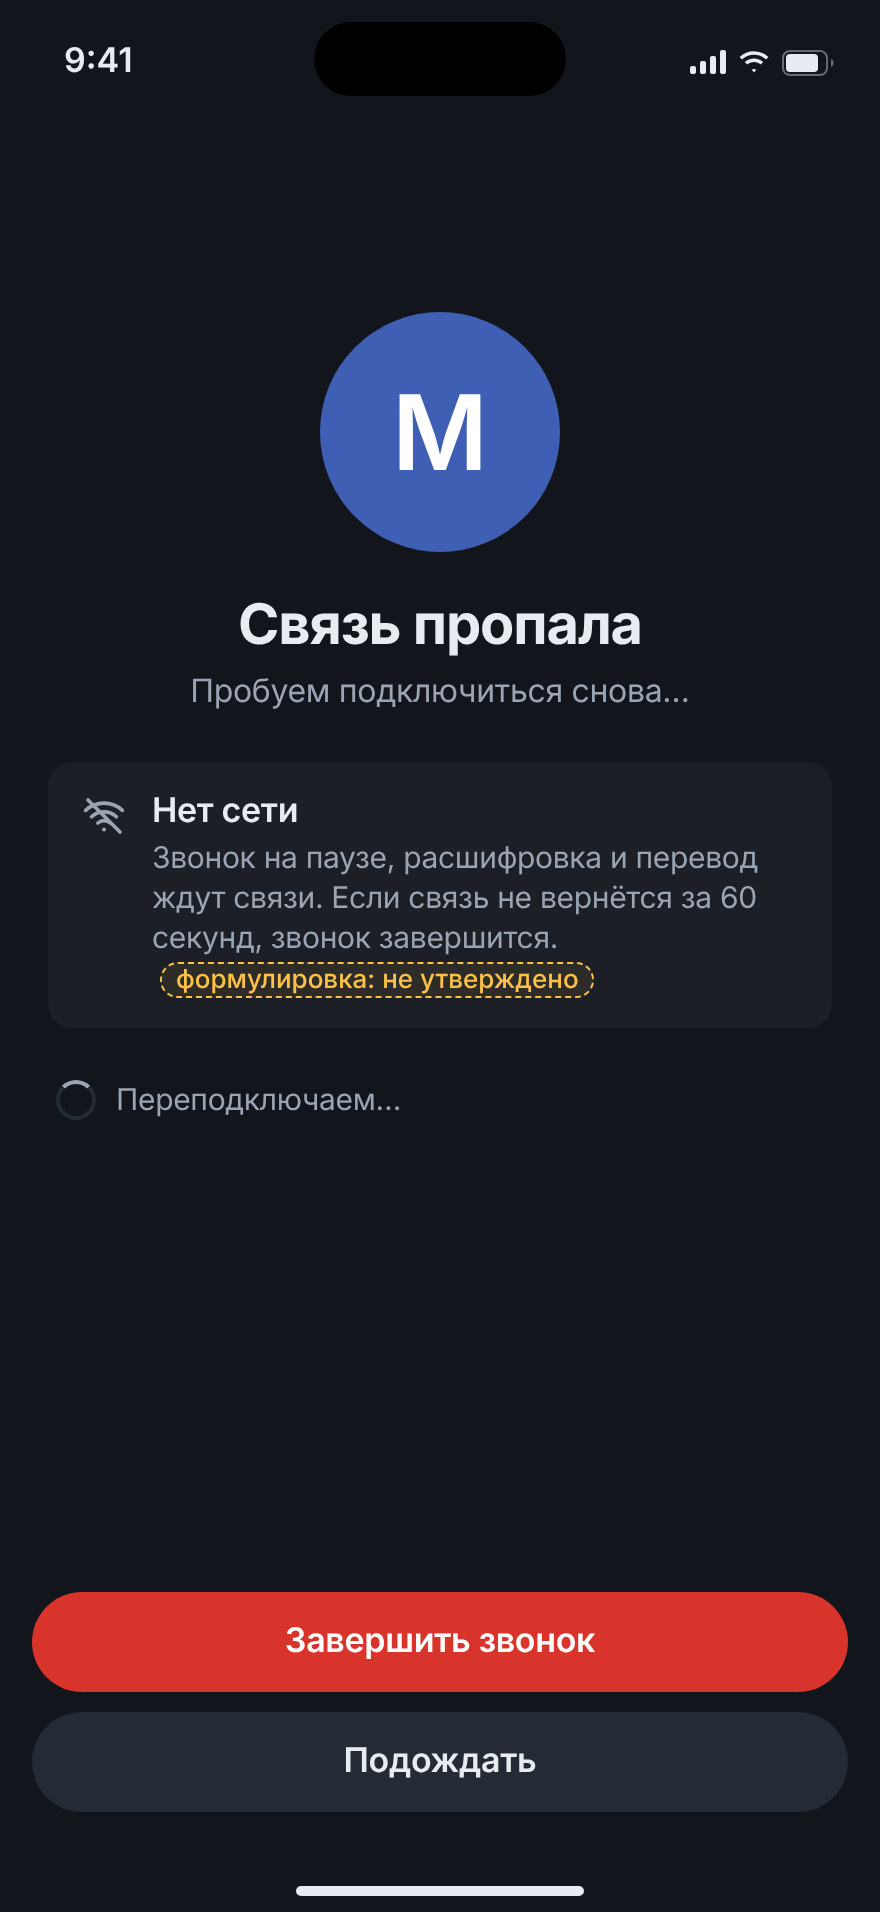 9:41
М
Связь пропала
Пробуем подключиться снова...
Нет сети
Звонок на паузе, расшифровка и перевод
ждут связи. Если связь не вернётся за 60
секунд, звонок завершится.
формулировка: не утверждено
Переподключаем...
Завершить звонок
Подождать